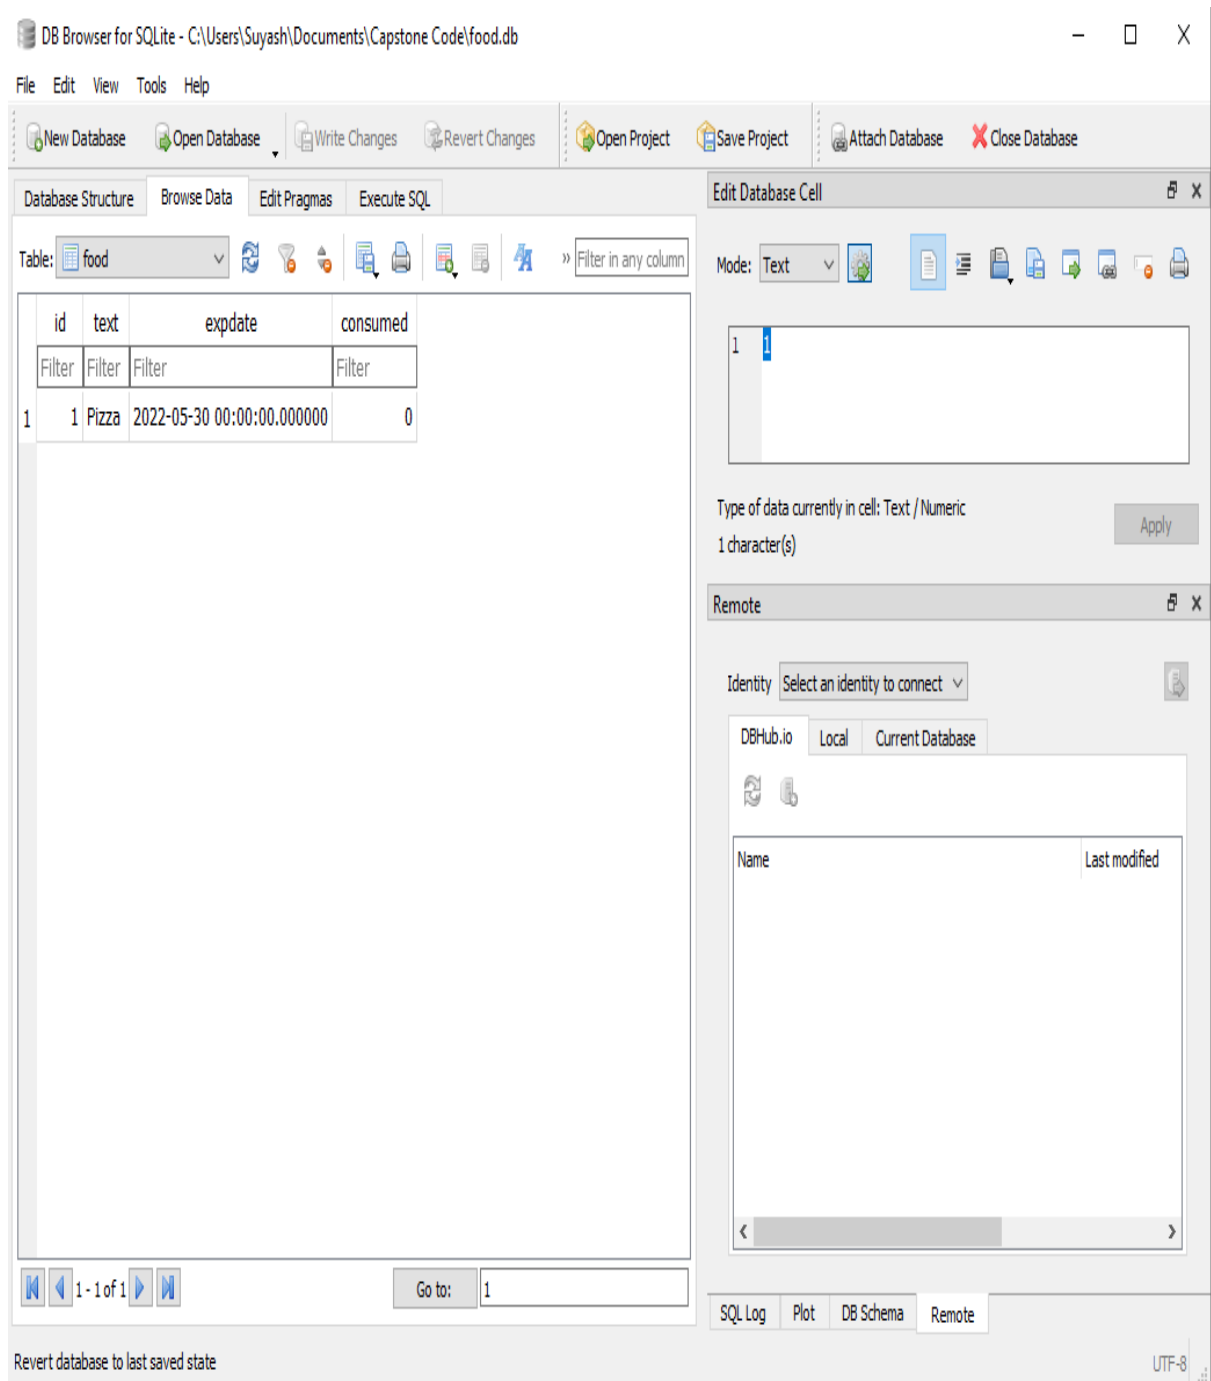 DB Browser for SQLite - C:\Users\Suyash\Documents\Capstone Code\food.db
File Edit View Tools Help
New Database Open Database Write Changes Revert Changes Open Project Save Project Attach Database Close Database
Database Structure Browse Data Edit Pragmas Execute SQL
Table: food » Filter in any column
id text expdate consumed
Filter Filter Filter Filter
1 1 Pizza 2022-05-30 00:00:00.000000 0
1 - 1 of 1 Go to: 1
Edit Database Cell
Mode: Text
1 1
Type of data currently in cell: Text / Numeric
1 character(s)
Apply
Remote
Identity Select an identity to connect
DBHub.io Local Current Database
Name Last modified
SQL Log Plot DB Schema Remote
Revert database to last saved state UTF-8